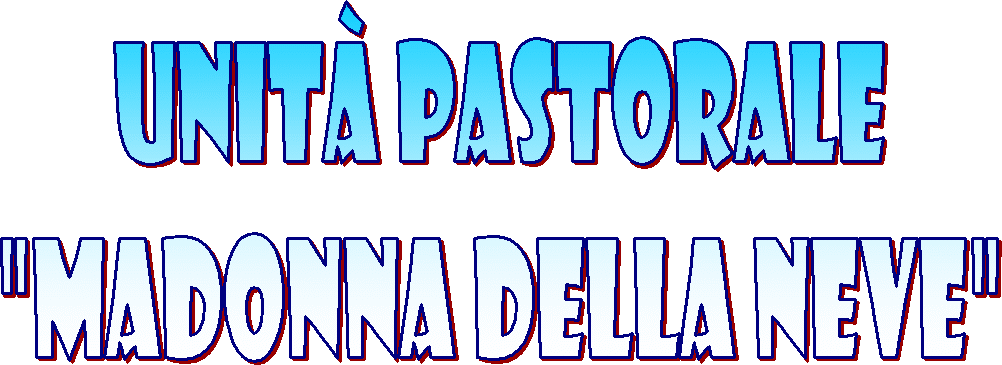 UNITÀ PASTORALE
"MADONNA DELLA NEVE"